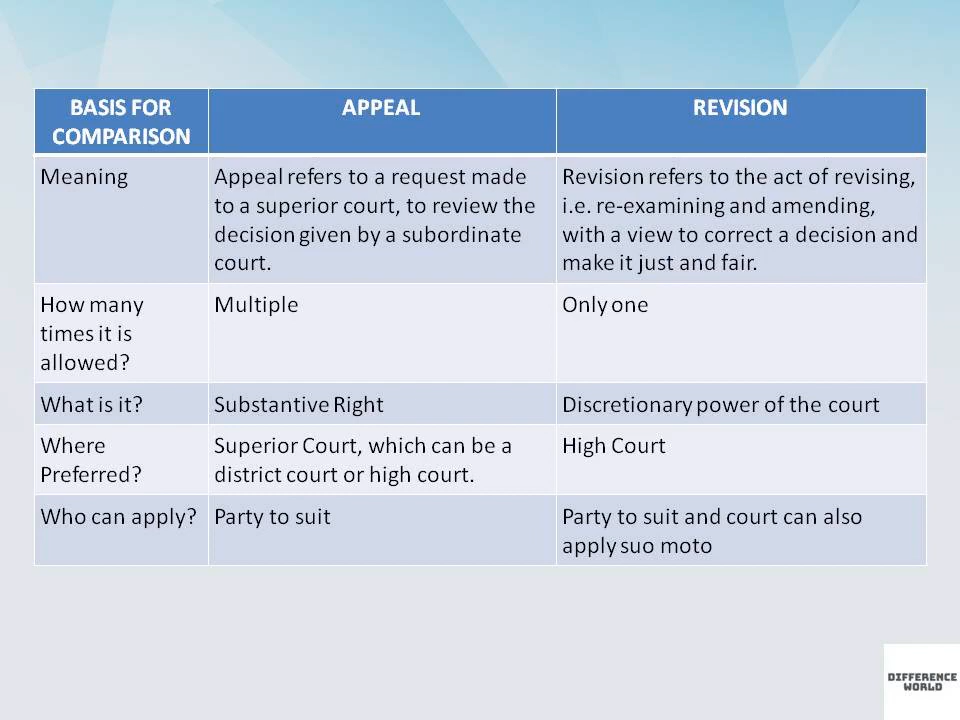 BASIS FOR
COMPARISON
APPEAL
REVISION
Meaning
Appeal refers to a request made
to a superior court, to review the
decision given by a subordinate
court.
Revision refers to the act of revising,
i.e. re-examining and amending,
with a view to correct a decision and
make it just and fair.
How many
times it is
allowed?
Multiple
Only one
What is it?
Substantive Right
Discretionary power of the court
Where
Preferred?
Superior Court, which can be a
district court or high court.
High Court
Who can apply?
Party to suit
Party to suit and court can also
apply suo moto
DIFFERENCE
WORLD